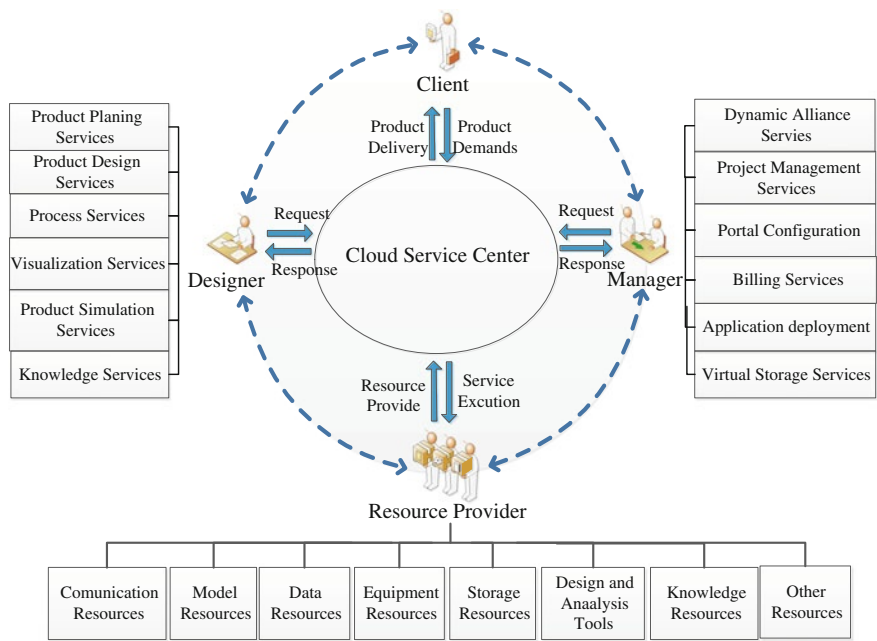 Client
Product
Delivery
Product
Demands
Product Planing
Services
Product Design
Services
Process Services
Visualization Services
Product Simulation
Services
Knowledge Services
Designer
Request
Response
Cloud Service Center
Request
Response
Manager
Dynamic Alliance
Servies
Project Management
Services
Portal Configuration
Billing Services
Application deployment
Virtual Storage Services
Resource
Provide
Service
Excution
Resource Provider
Comunication
Resources
Model
Resources
Data
Resources
Equipment
Resources
Storage
Resources
Design and
Anaalysis
Tools
Knowledge
Resources
Other
Resources